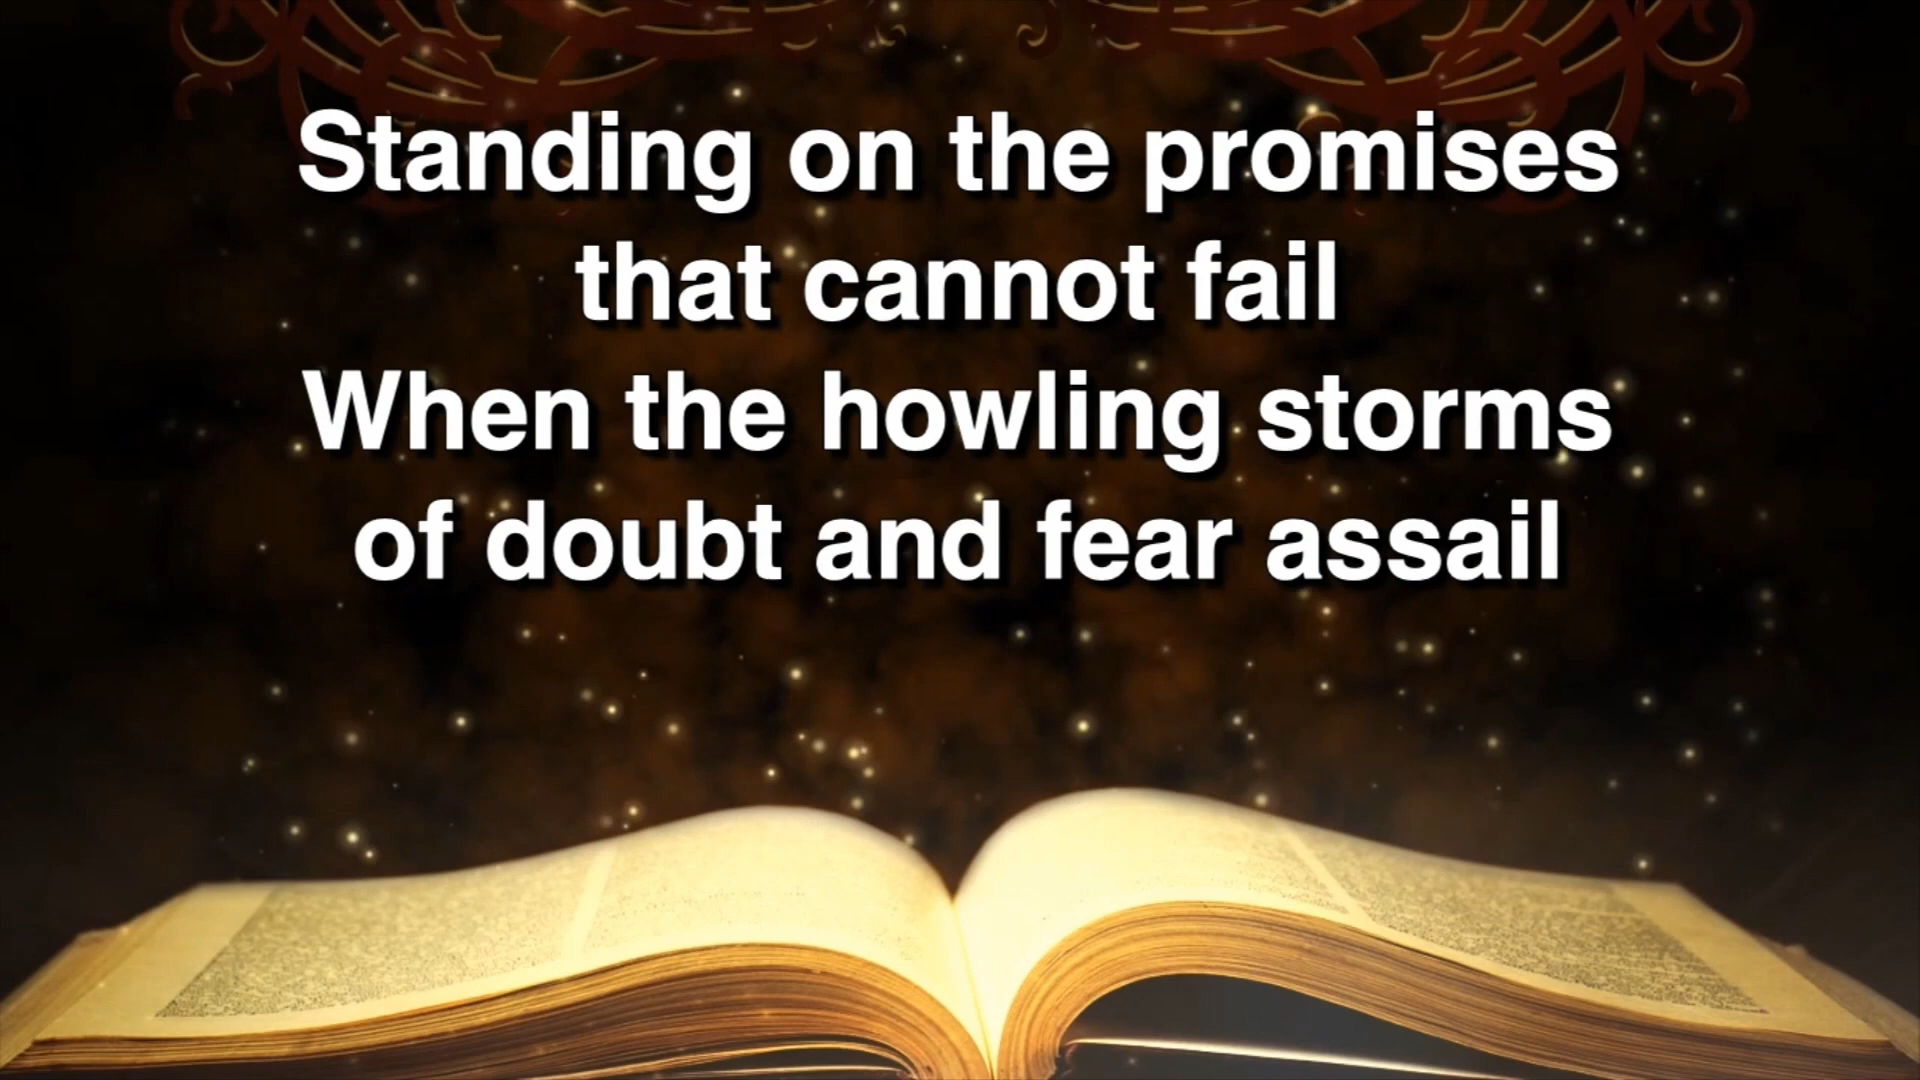 Standing on the promises
that cannot fail
When the howling storms
of doubt and fear assail